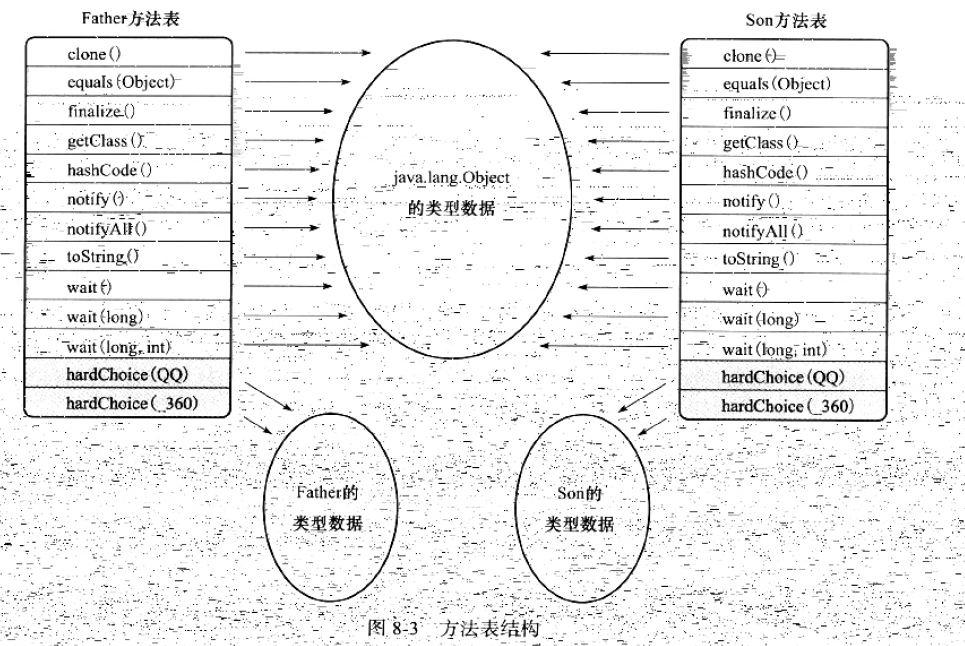 Father方法表
clone()
equals(Object)
finalize()
getClass()
hashCode()
notify()
notifyAll()
toString()
wait()
wait(long)
wait(long, int)
hardChoice(QQ)
hardChoice(_360)
java.lang.Object
的类型数据
Son方法表
clone()
equals(Object)
finalize()
getClass()
hashCode()
notify()
notifyAll()
toString()
wait()
wait(long)
wait(long, int)
hardChoice(QQ)
hardChoice(_360)
Father的
类型数据
Son的
类型数据
图 8-3 方法表结构